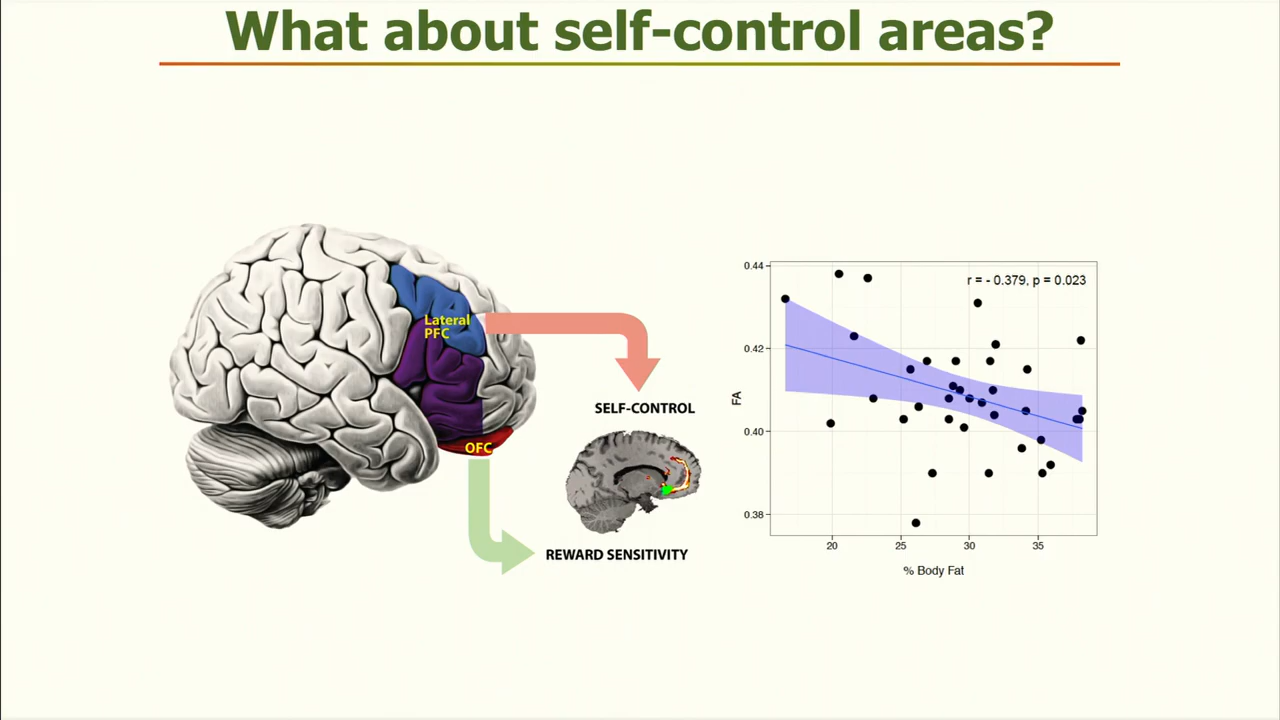 What about self-control areas?
Lateral
PFC
OFC
SELF-CONTROL
REWARD SENSITIVITY
r = - 0.379, p = 0.023
0.44
0.42
0.40
0.38
FA
20 25 30 35
% Body Fat